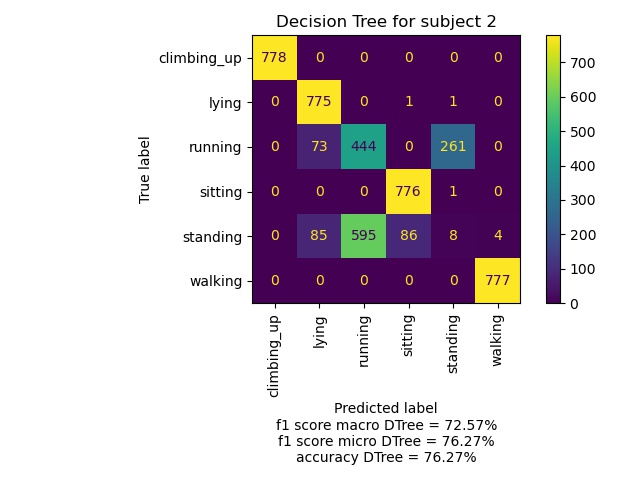 Decision Tree for subject 2
True label
climbing_up 778 0 0 0 0 0
lying 0 775 0 1 1 0
running 0 73 444 0 261 0
sitting 0 0 0 776 1 0
standing 0 85 595 86 8 4
walking 0 0 0 0 0 777
climbing_up lying running sitting standing walking
Predicted label
f1 score macro DTree = 72.57%
f1 score micro DTree = 76.27%
accuracy DTree = 76.27%
700
600
500
400
300
200
100
0